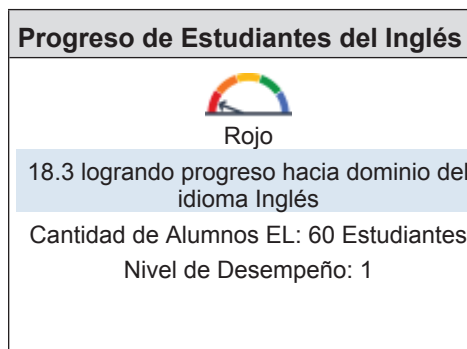 Progreso de Estudiantes del Inglés
Rojo
18.3 logrando progreso hacia dominio del
idioma Inglés
Cantidad de Alumnos EL: 60 Estudiantes
Nivel de Desempeño: 1